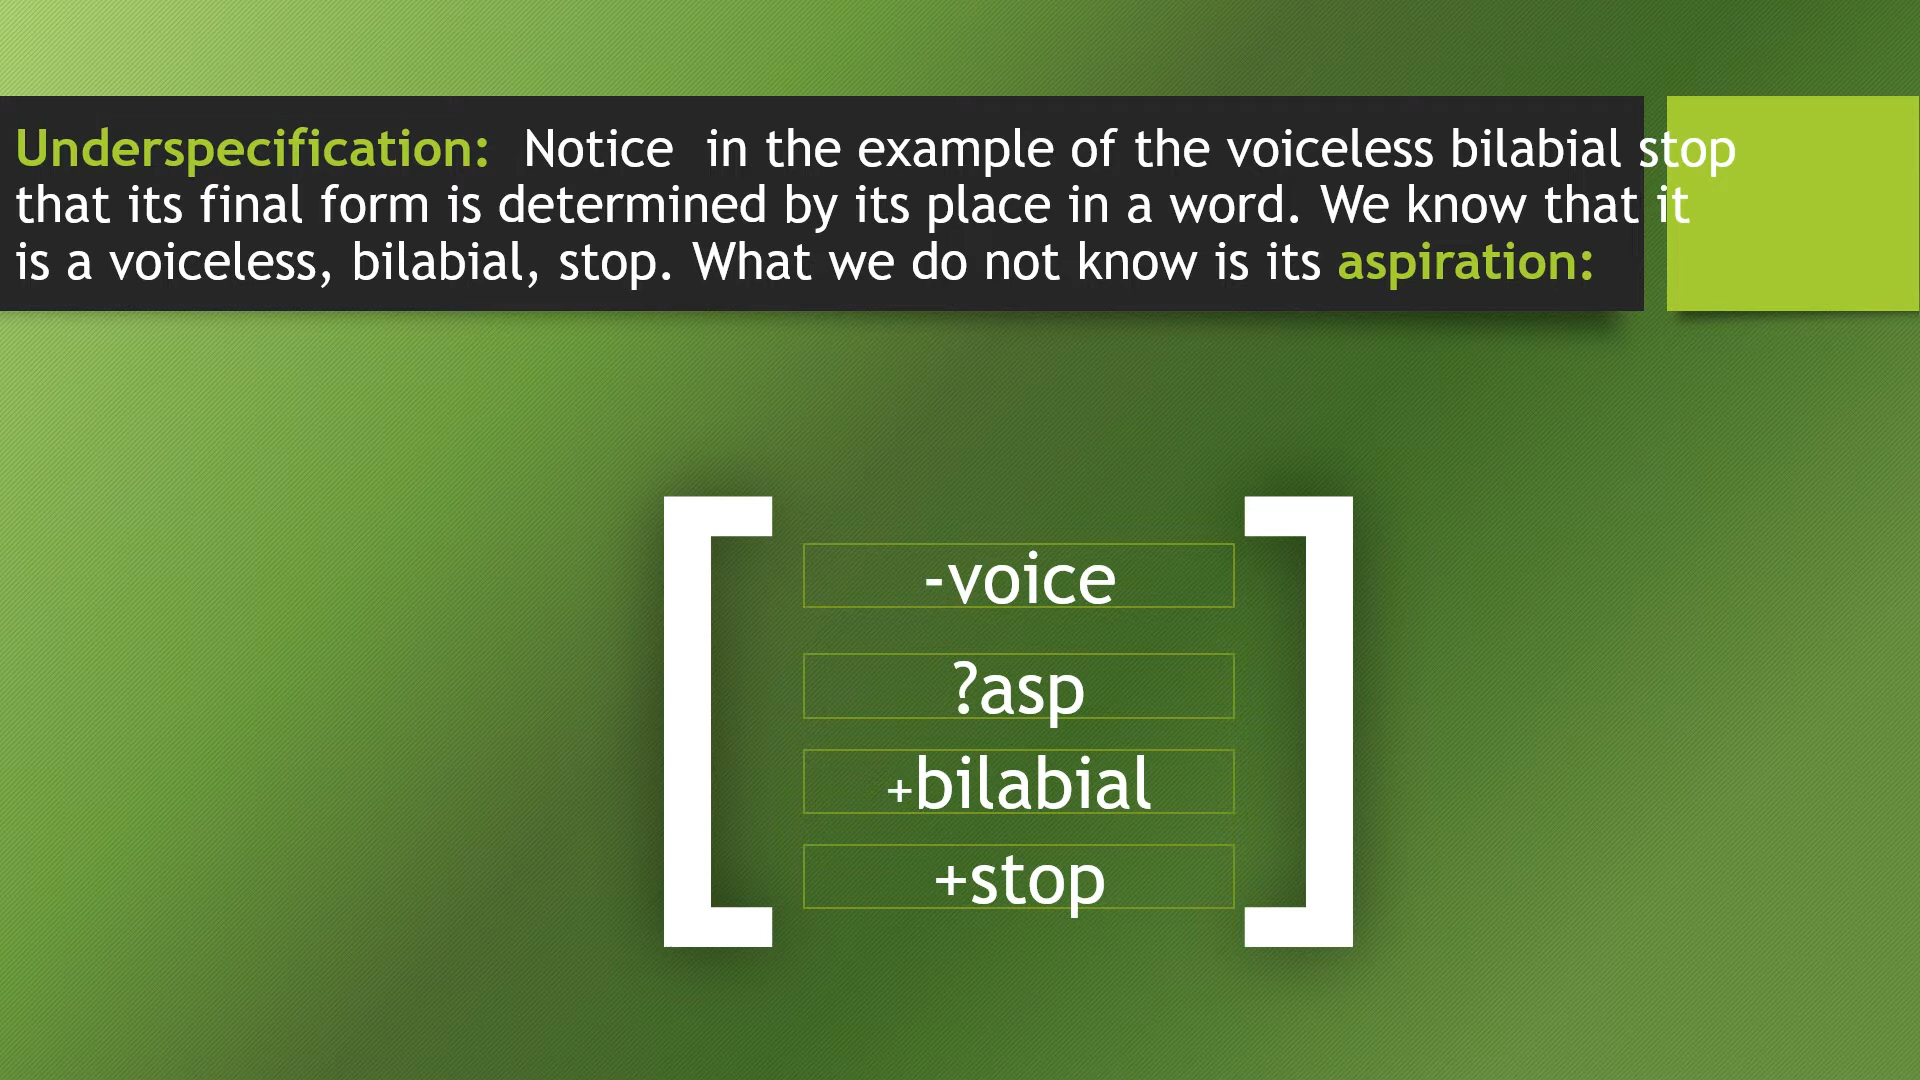 Underspecification:  Notice  in the example of the voiceless bilabial stop
that its final form is determined by its place in a word. We know that it
is a voiceless, bilabial, stop. What we do not know is its aspiration:
-voice
?asp
+bilabial
+stop